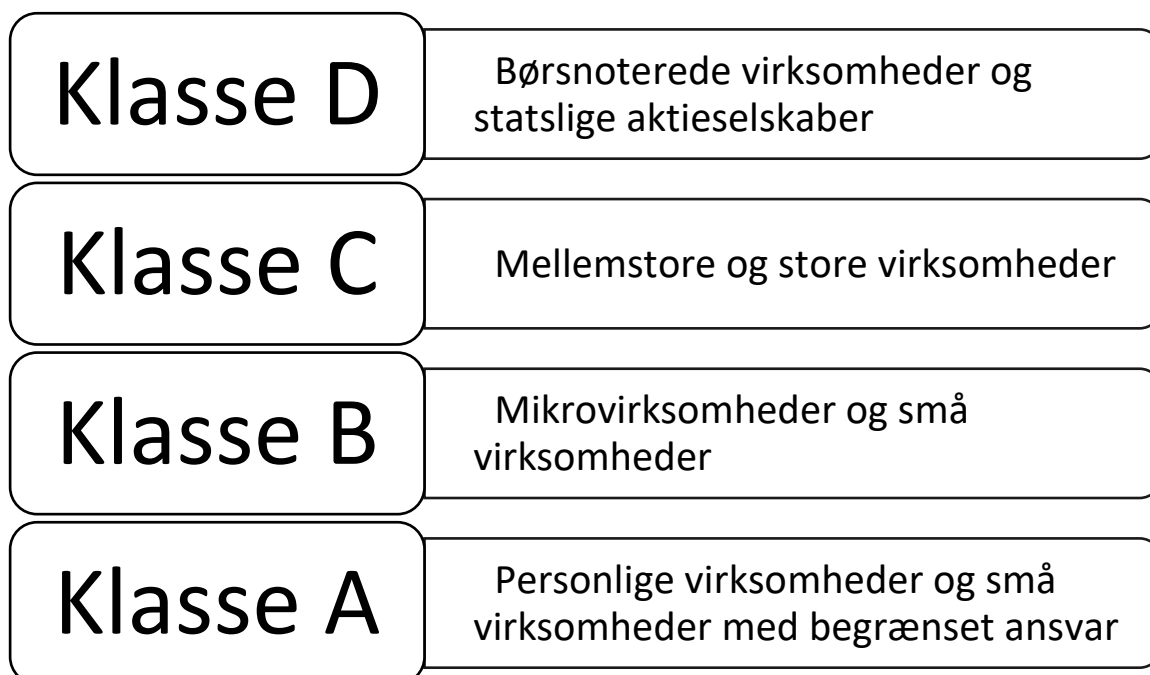 Klasse D
Børsnoterede virksomheder og
statslige aktieselskaber
Klasse C
Mellemstore og store virksomheder
Klasse B
Mikrovirksomheder og små
virksomheder
Klasse A
Personlige virksomheder og små
virksomheder med begrænset ansvar